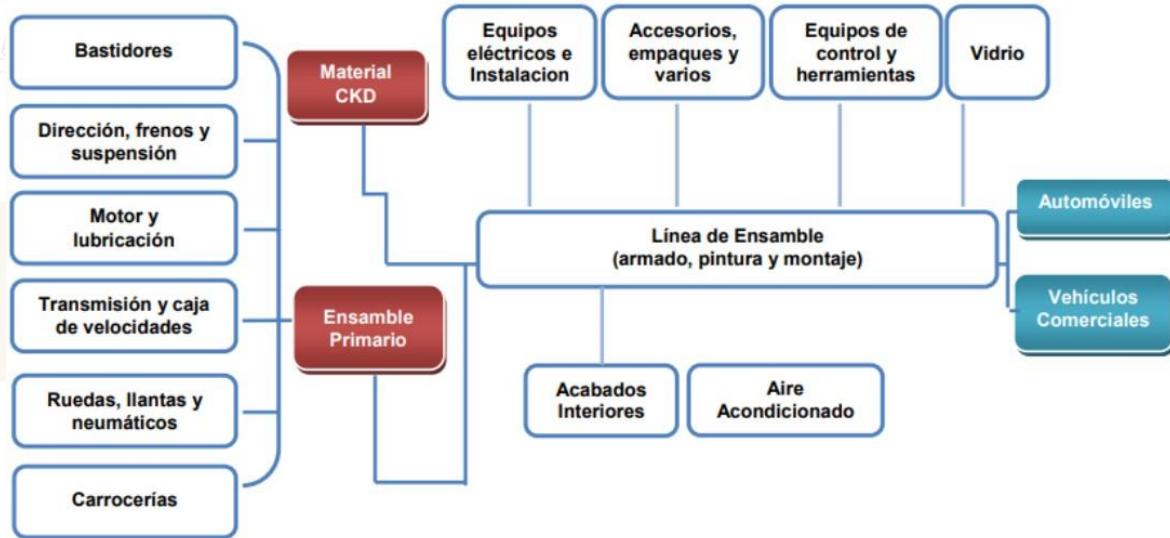 Bastidores
Dirección, frenos y
suspensión
Motor y
lubricación
Transmisión y caja
de velocidades
Ruedas, llantas y
neumáticos
Carrocerías
Material
CKD
Ensamble
Primario
Equipos
eléctricos e
Instalacion
Accesorios,
empaques y
varios
Equipos de
control y
herramientas
Vidrio
Línea de Ensamble
(armado, pintura y montaje)
Acabados
Interiores
Aire
Acondicionado
Automóviles
Vehículos
Comerciales